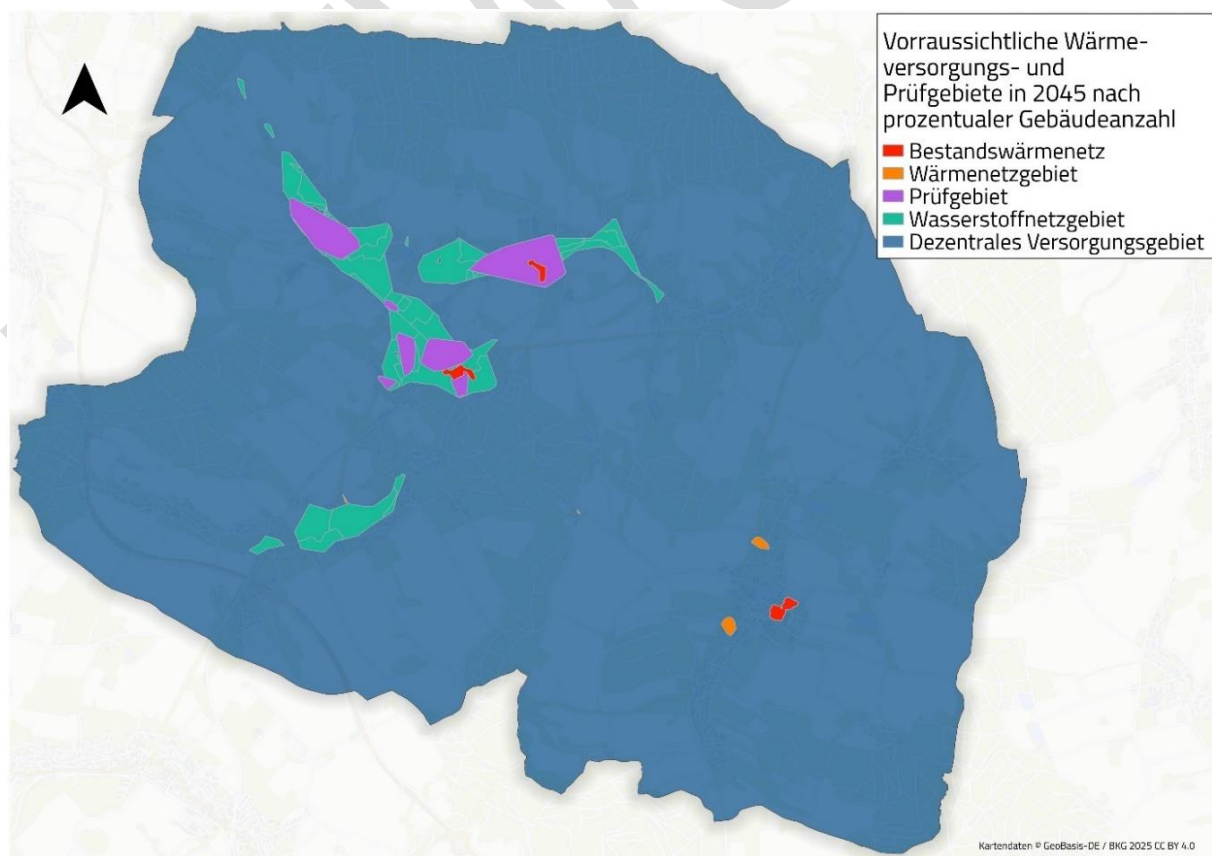 Vorraussichtliche Wärme-
versorgungs- und
Prüfgebiete in 2045 nach
prozentualer Gebäudeanzahl
Bestandswärmenetz
Wärmenetzgebiet
Prüfgebiet
Wasserstoffnetzgebiet
Dezentrales Versorgungsgebiet
Kartendaten © GeoBasis-DE / BKG 2025 CC BY 4.0